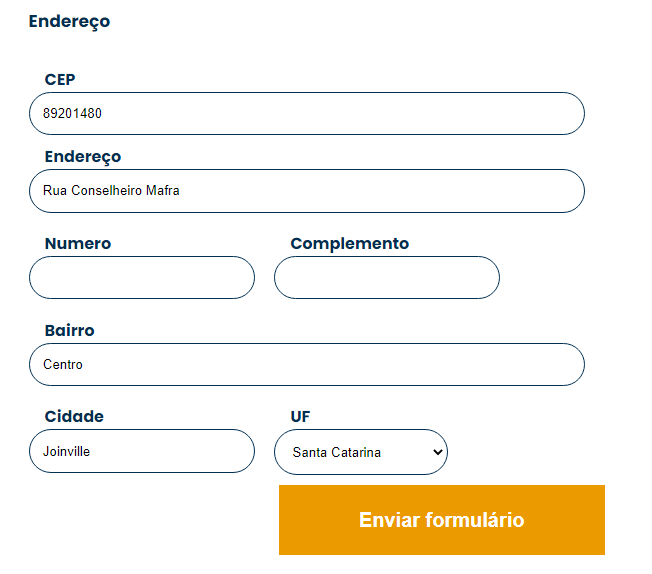 Endereço
CEP
89201480
Endereço
Rua Conselheiro Mafra
Numero Complemento
Bairro
Centro
Cidade UF
Joinville Santa Catarina
Enviar formulário